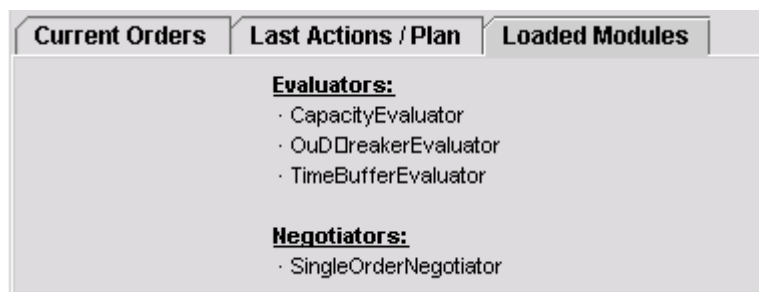 Current Orders Last Actions / Plan Loaded Modules
Evaluators:
· CapacityEvaluator
· TimeBufferEvaluator
Negotiators:
· SingleOrderNegotiator